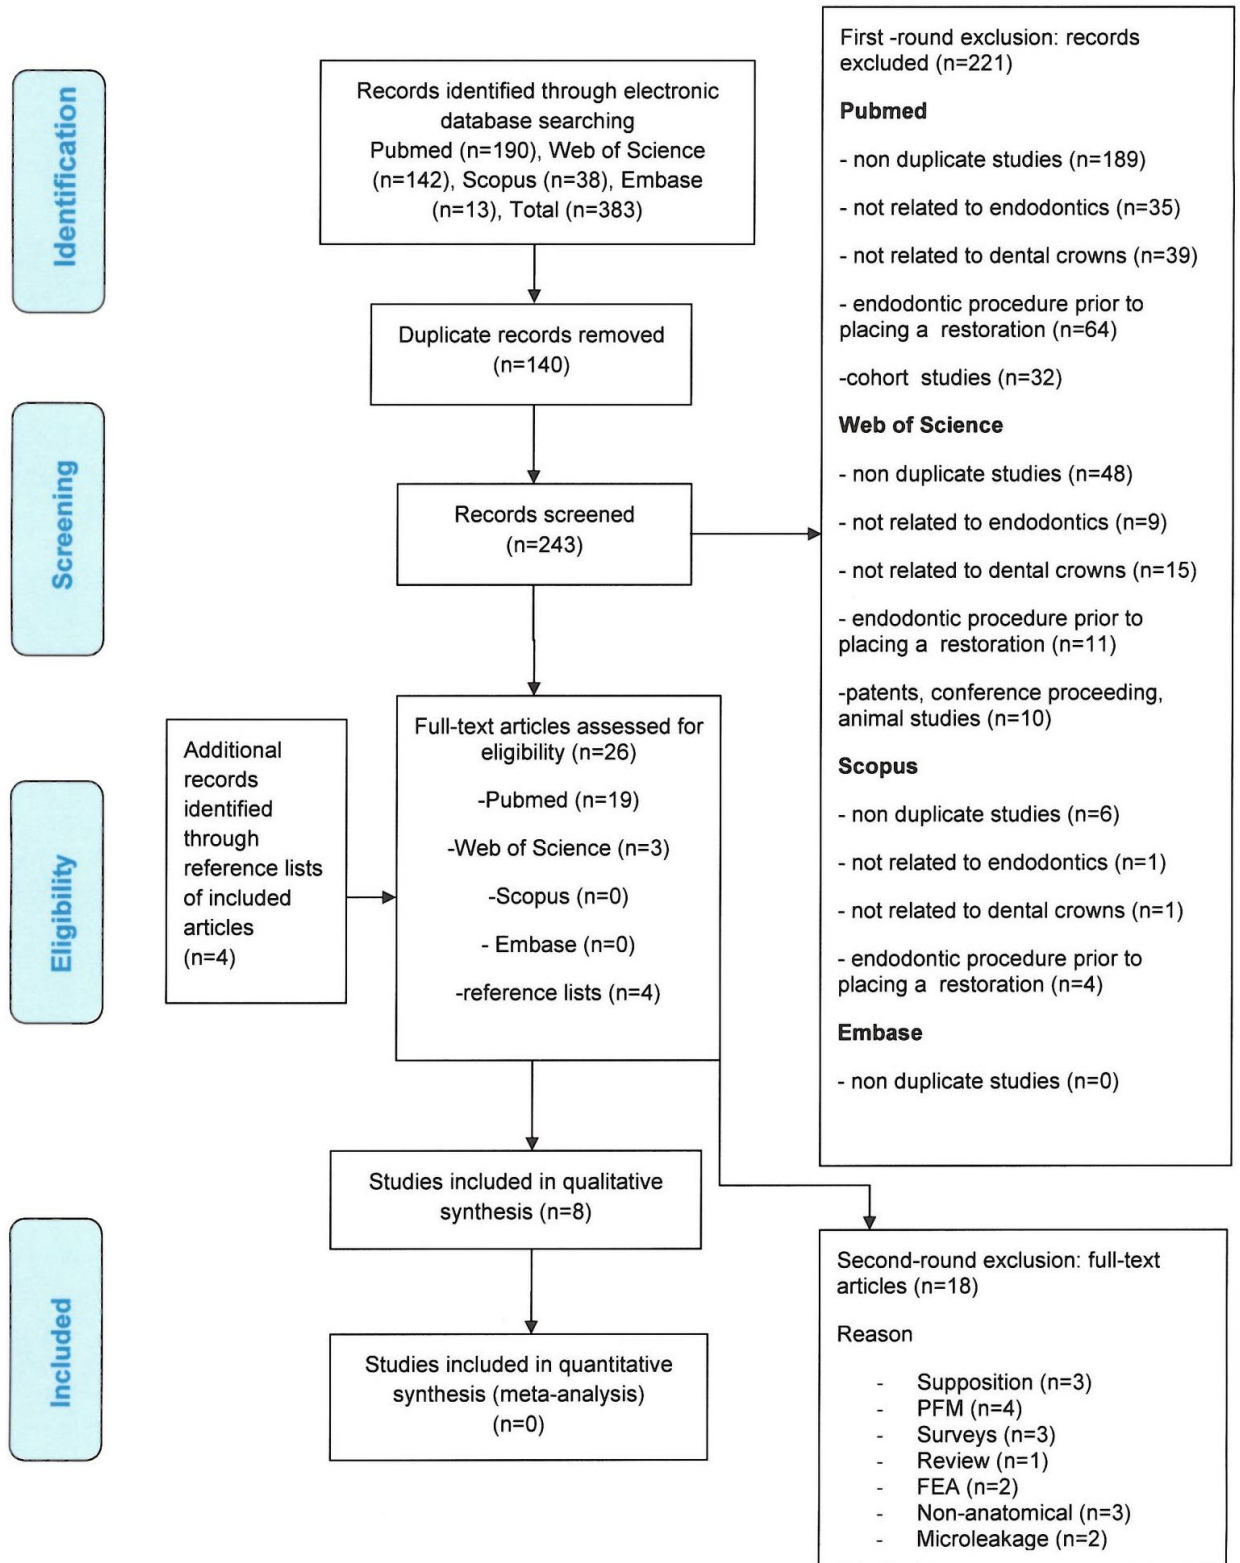 Identification
Records identified through electronic
database searching
Pubmed (n=190), Web of Science
(n=142), Scopus (n=38), Embase
(n=13), Total (n=383)
Duplicate records removed
(n=140)
Screening
Records screened
(n=243)
First -round exclusion: records
excluded (n=221)
Pubmed
- non duplicate studies (n=189)
- not related to endodontics (n=35)
- not related to dental crowns (n=39)
- endodontic procedure prior to
placing a restoration (n=64)
-cohort studies (n=32)
Web of Science
- non duplicate studies (n=48)
- not related to endodontics (n=9)
- not related to dental crowns (n=15)
- endodontic procedure prior to
placing a restoration (n=11)
-patents, conference proceeding,
animal studies (n=10)
Scopus
- non duplicate studies (n=6)
- not related to endodontics (n=1)
- not related to dental crowns (n=1)
- endodontic procedure prior to
placing a restoration (n=4)
Embase
- non duplicate studies (n=0)
Eligibility
Additional
records
identified
through
reference lists
of included
articles
(n=4)
Full-text articles assessed for
eligibility (n=26)
-Pubmed (n=19)
-Web of Science (n=3)
-Scopus (n=0)
- Embase (n=0)
-reference lists (n=4)
Included
Studies included in qualitative
synthesis (n=8)
Studies included in quantitative
synthesis (meta-analysis)
(n=0)
Second-round exclusion: full-text
articles (n=18)
Reason
- Supposition (n=3)
- PFM (n=4)
- Surveys (n=3)
- Review (n=1)
- FEA (n=2)
- Non-anatomical (n=3)
- Microleakage (n=2)